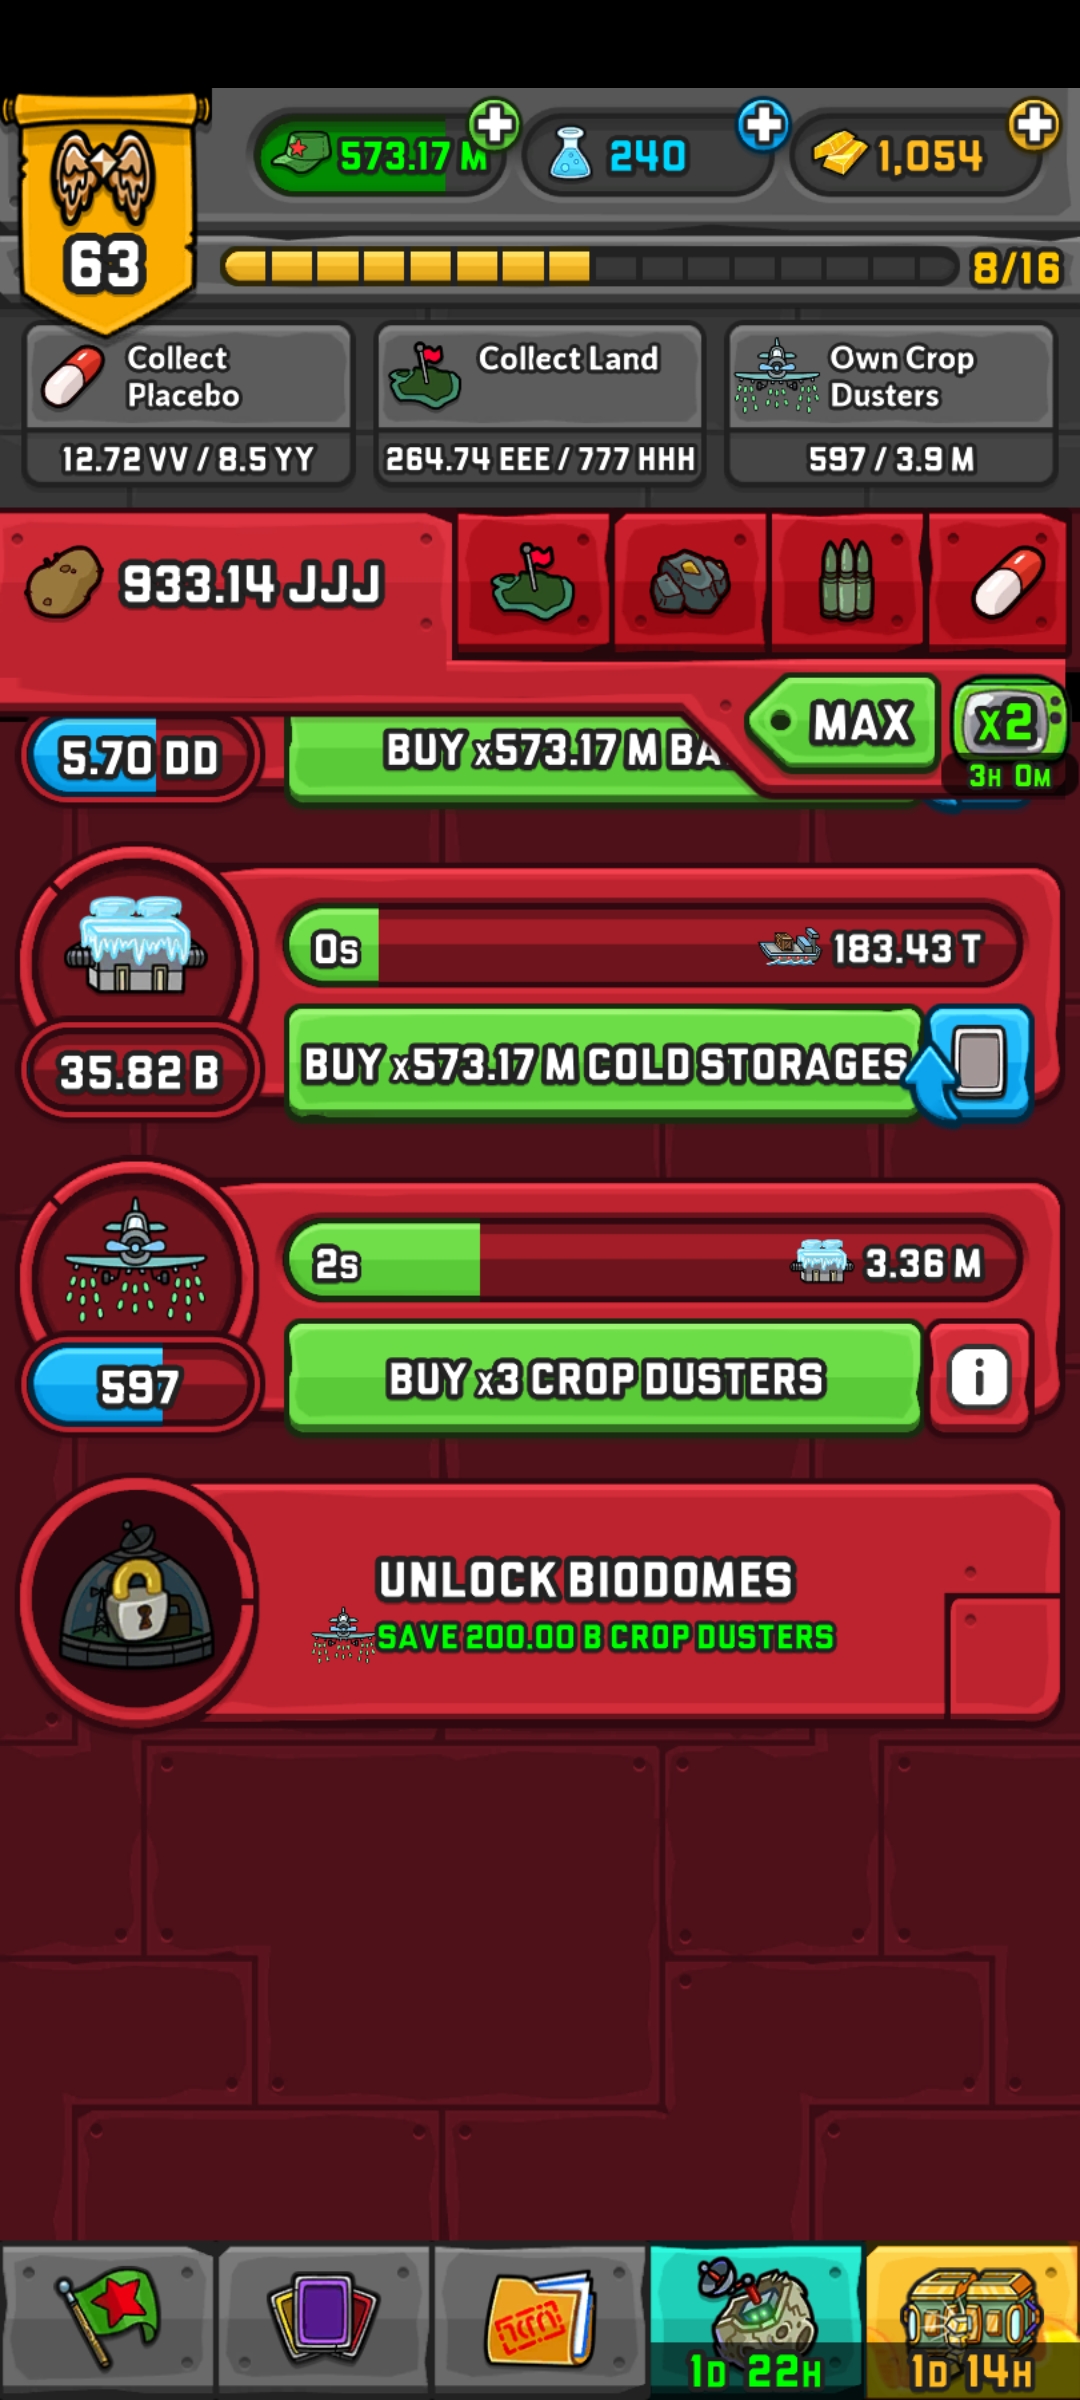 573.17 M
240
1,054
63
8/16
Collect
Placebo
12.72 VV / 8.5 YY
Collect Land
264.74 EEE / 777 HHH
Own Crop
Dusters
597 / 3.9 M
933.14 JJJ
MAX
x2
3H 0M
5.70 DD
BUY x573.17 M BA
0s
183.43 T
35.82 B
BUY x573.17 M COLD STORAGES
2s
3.36 M
597
BUY x3 CROP DUSTERS
i
UNLOCK BIODOMES
SAVE 200.00 B CROP DUSTERS
1D 22H
1D 14H